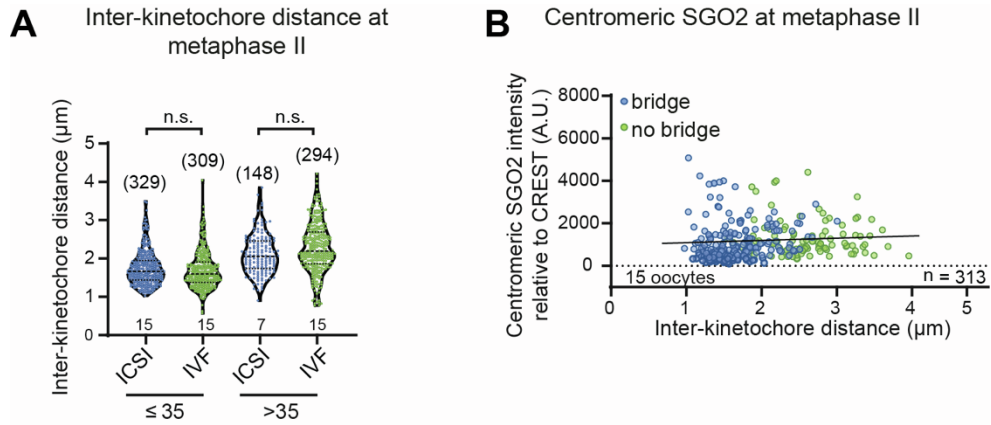 A
Inter-kinetochore distance at
metaphase II
Inter-kinetochore distance (µm)
n.s.
n.s.
(329)
(309)
(148)
(294)
5
4
3
2
1
0
15
15
7
15
ICSI
IVF
ICSI
IVF
≤ 35
>35
B
Centromeric SGO2 at metaphase II
Centromeric SGO2 intensity
relative to CREST (A.U.)
8000
6000
4000
2000
0
bridge
no bridge
15 oocytes
n = 313
0
1
2
3
4
5
Inter-kinetochore distance (µm)